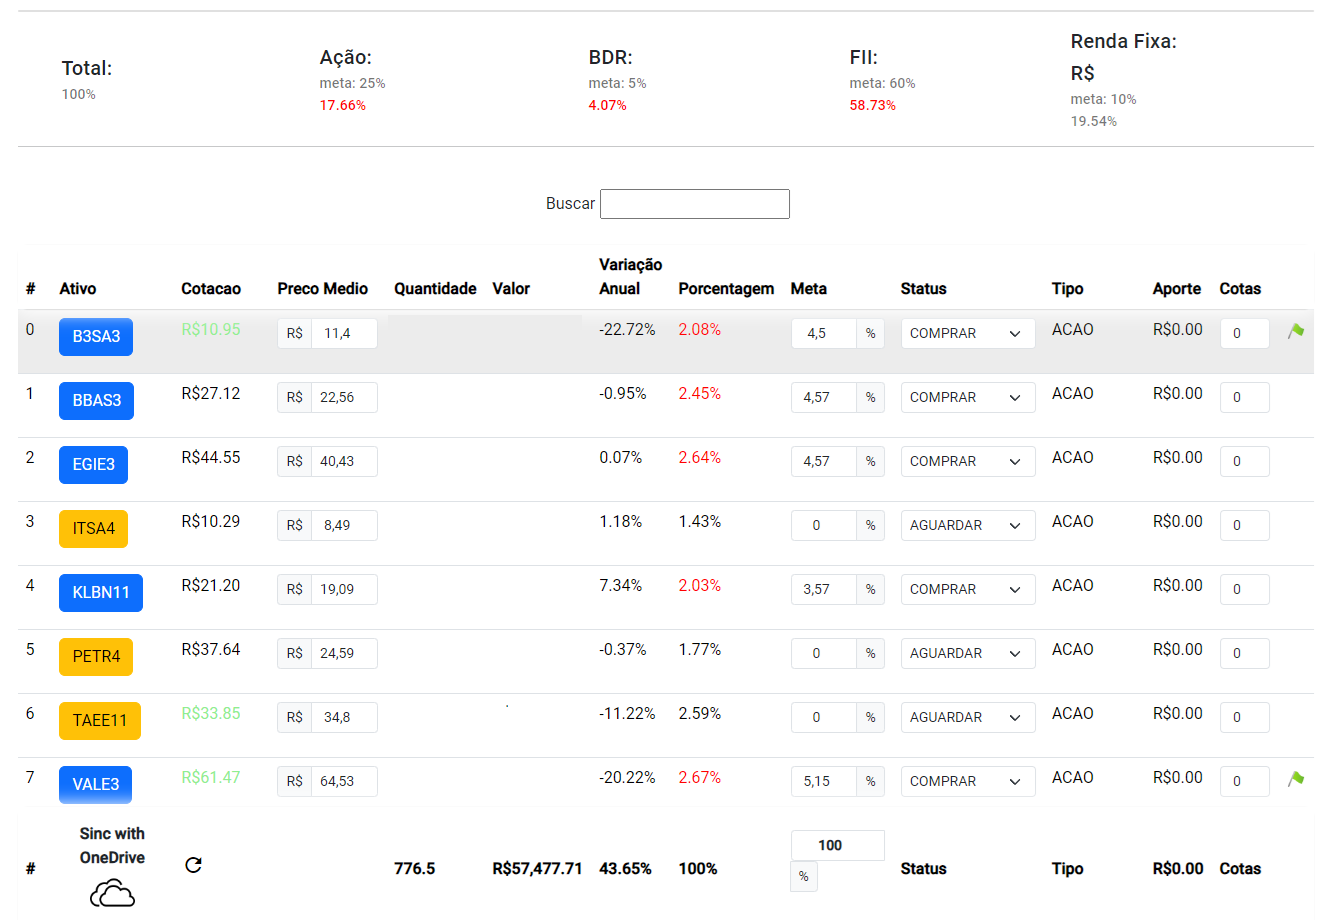 Total:
100%
Ação:
meta: 25%
17.66%
BDR:
meta: 5%
4.07%
FII:
meta: 60%
58.73%
Renda Fixa:
R$
meta: 10%
19.54%
Buscar
# Ativo Cotacao Preco Medio Quantidade Valor Variação Anual Porcentagem Meta Status Tipo Aporte Cotas
0 B3SA3 R$10.95 R$ 11,4 -22.72% 2.08% 4,5 % COMPRAR ACAO R$0.00 0
1 BBAS3 R$27.12 R$ 22,56 -0.95% 2.45% 4,57 % COMPRAR ACAO R$0.00 0
2 EGIE3 R$44.55 R$ 40,43 0.07% 2.64% 4,57 % COMPRAR ACAO R$0.00 0
3 ITSA4 R$10.29 R$ 8,49 1.18% 1.43% 0 % AGUARDAR ACAO R$0.00 0
4 KLBN11 R$21.20 R$ 19,09 7.34% 2.03% 3,57 % COMPRAR ACAO R$0.00 0
5 PETR4 R$37.64 R$ 24,59 -0.37% 1.77% 0 % AGUARDAR ACAO R$0.00 0
6 TAEE11 R$33.85 R$ 34,8 -11.22% 2.59% 0 % AGUARDAR ACAO R$0.00 0
7 VALE3 R$61.47 R$ 64,53 -20.22% 2.67% 5,15 % COMPRAR ACAO R$0.00 0
# Sinc with OneDrive 776.5 R$57,477.71 43.65% 100% 100 % Status Tipo R$0.00 Cotas